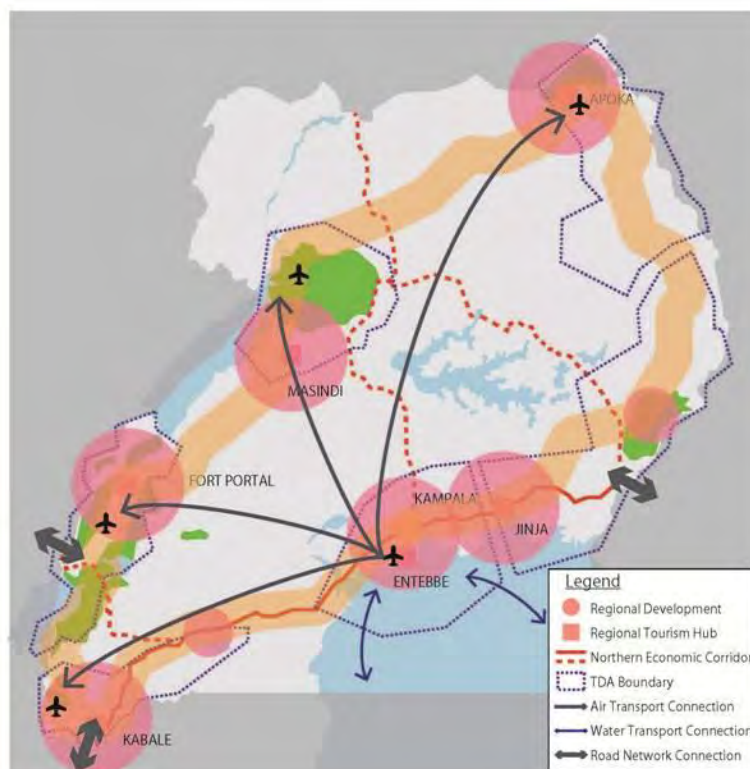 APOKA
MASINDI
FORT PORTAL
KAMPALA
JINJA
ENTEBBE
KABALE
Legend
Regional Development
Regional Tourism Hub
Northern Economic Corridor
TDA Boundary
Air Transport Connection
Water Transport Connection
Road Network Connection